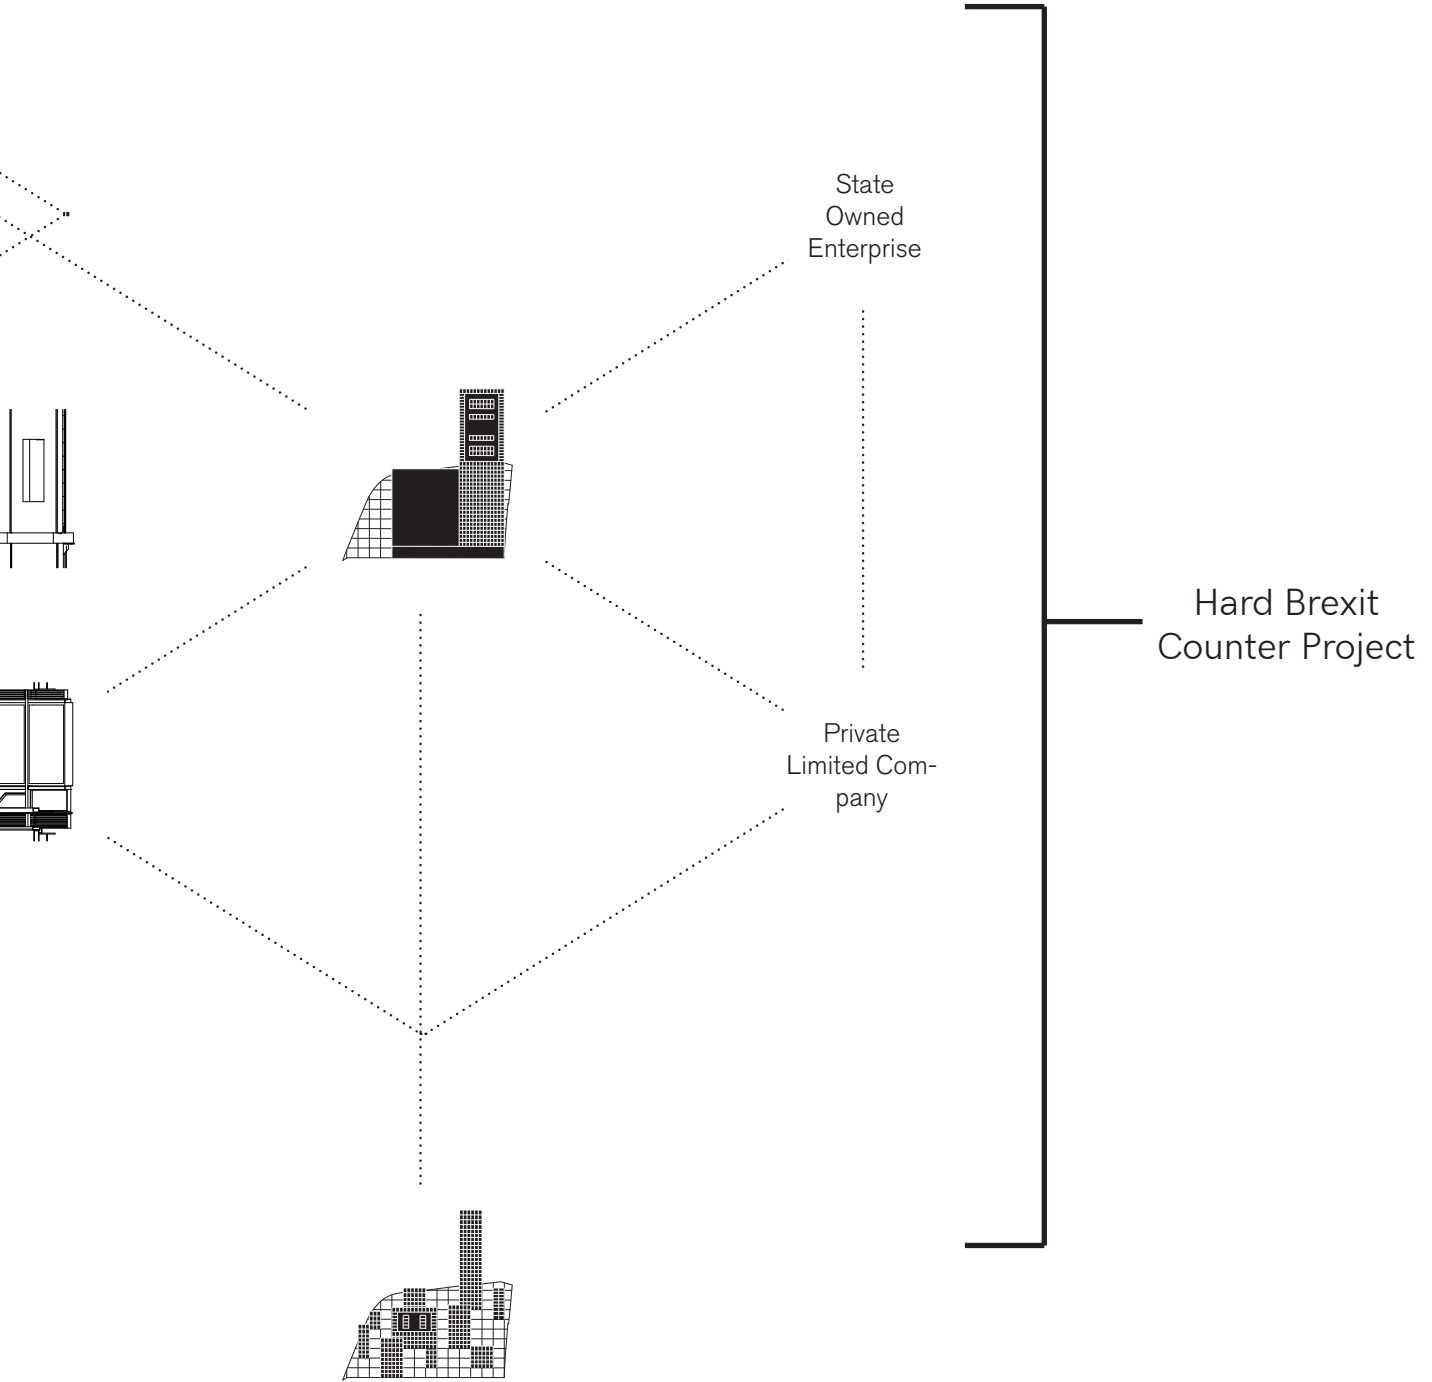 State
Owned
Enterprise
Hard Brexit
Counter Project
Private
Limited Com-
pany